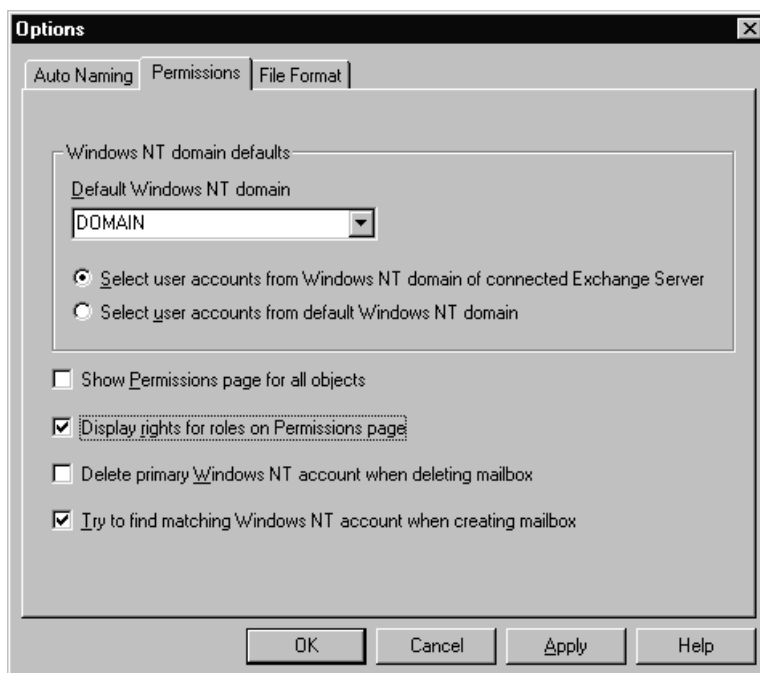 Options
Auto Naming Permissions File Format
Windows NT domain defaults
Default Windows NT domain
DOMAIN
Select user accounts from Windows NT domain of connected Exchange Server
Select user accounts from default Windows NT domain
Show Permissions page for all objects
Display rights for roles on Permissions page
Delete primary Windows NT account when deleting mailbox
Try to find matching Windows NT account when creating mailbox
OK Cancel Apply Help